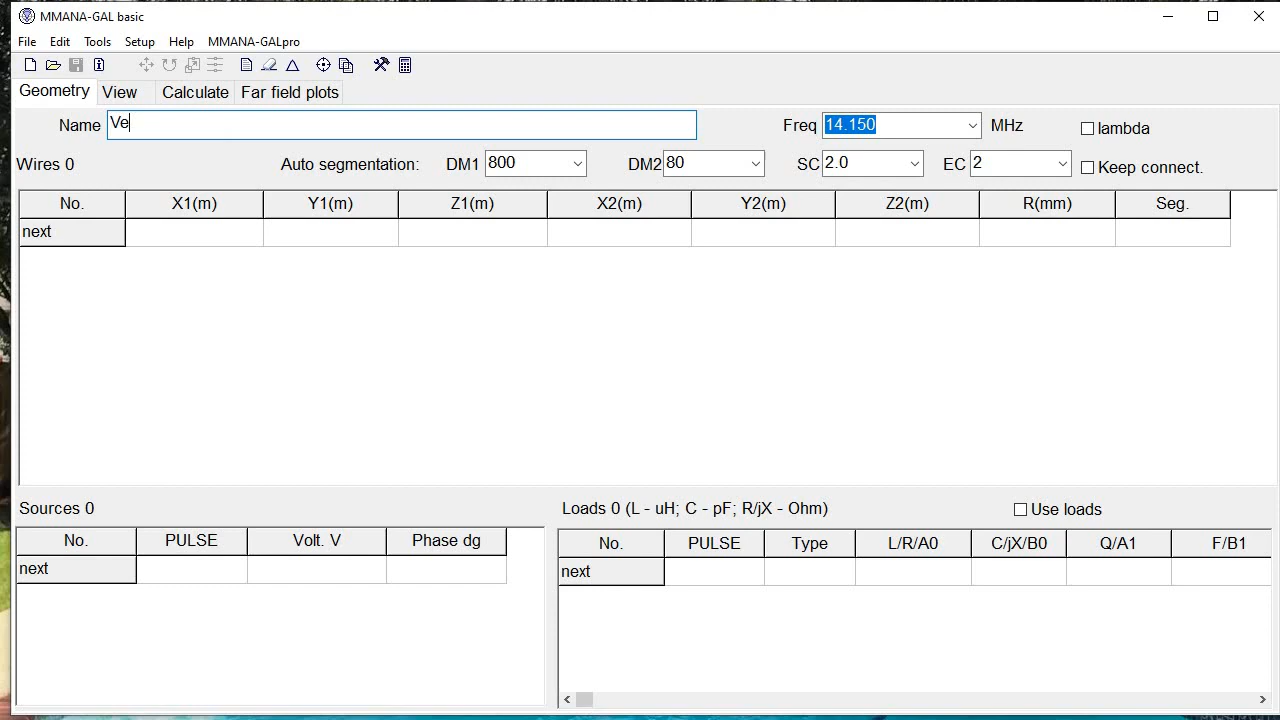 MMANA-GAL basic
File Edit Tools Setup Help MMANA-GALpro
Geometry View Calculate Far field plots
Name Ve Freq 14.150 MHz lambda
Wires 0 Auto segmentation: DM1 800 DM2 80 SC 2.0 EC 2 Keep connect.
No. X1(m) Y1(m) Z1(m) X2(m) Y2(m) Z2(m) R(mm) Seg.
next
Sources 0
No. PULSE Volt. V Phase dg
next
Loads 0 (L - uH; C - pF; R/jX - Ohm) Use loads
No. PULSE Type L/R/A0 C/jX/B0 Q/A1 F/B1
next